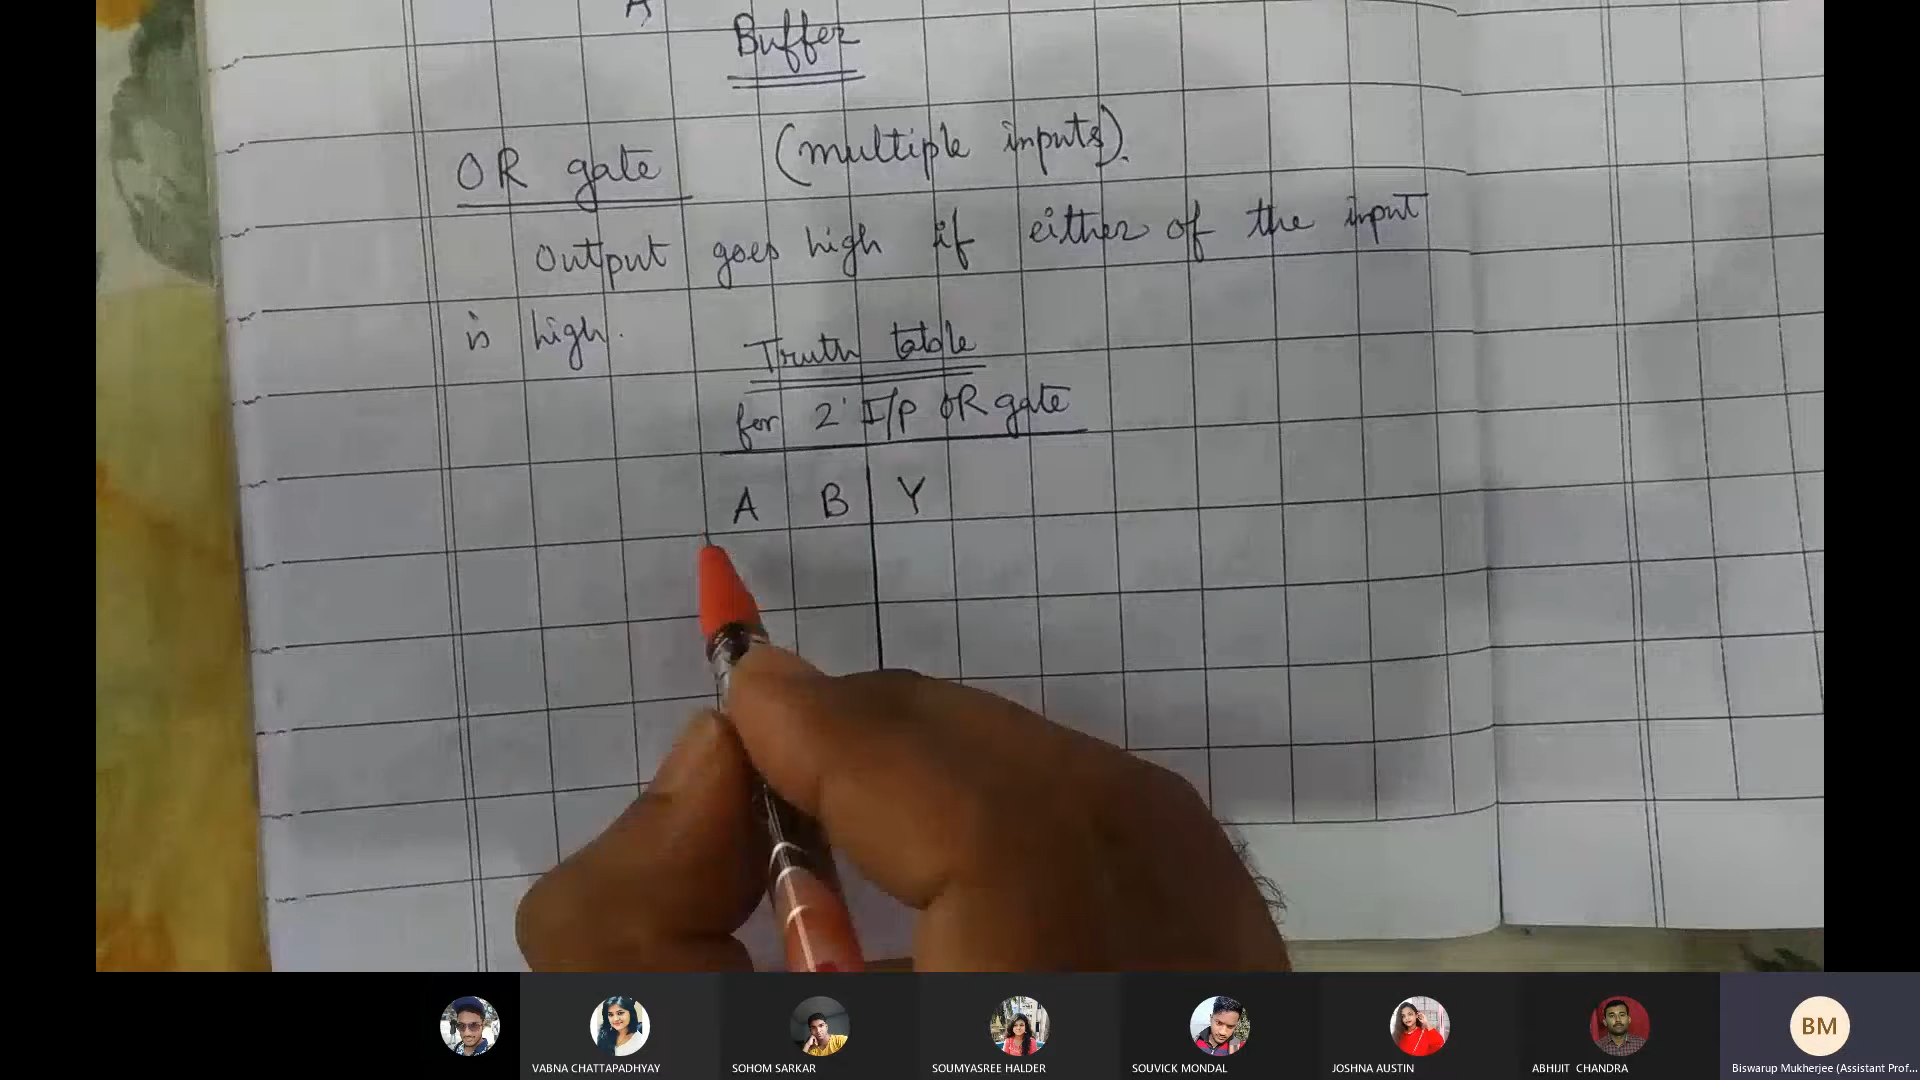 A
Buffer
OR gate (multiple inputs).
Output goes high if either of the input
is high.
Truth table
for 2 I/P OR gate
A B Y
VABNA CHATTAPADHYAY
SOHOM SARKAR
SOUMYASREE HALDER
SOUVICK MONDAL
JOSHNA AUSTIN
ABHIJIT CHANDRA
BM
Biswarup Mukherjee (Assistant Prof...